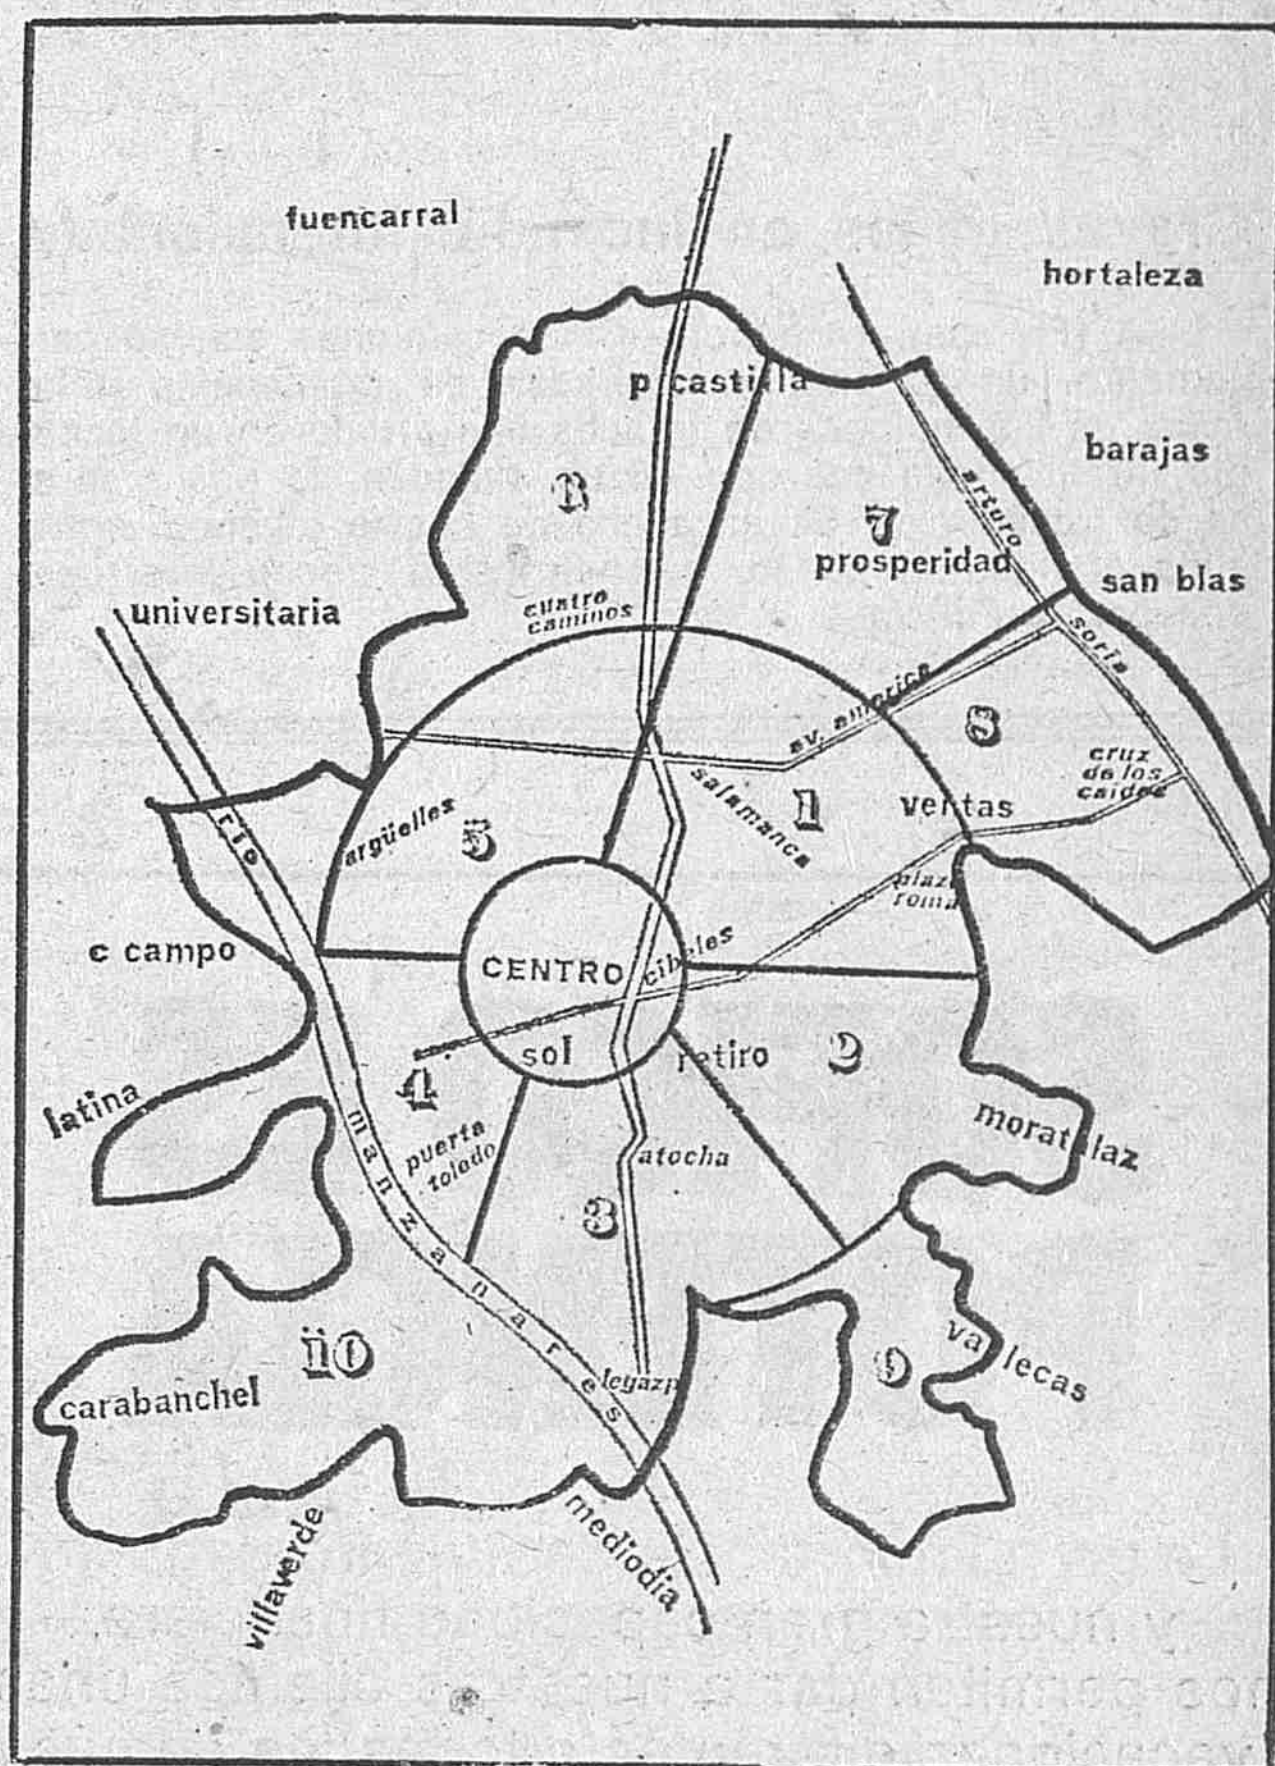 fuencarral
hortaleza
p castilla
barajas
arturo
7
prosperidad
san blas
cuatro
caminos
universitaria
soria
av. america
8
cruz
de los
caidos
salamanca
1
ventas
argüelles
5
rio
plaza
roma
c campo
CENTRO
cibeles
sol
retiro
2
4
latina
manzanares
moratalaz
puerta
toledo
atocha
3
vallecas
10
9
legazpi
carabanchel
mediodia
villaverde